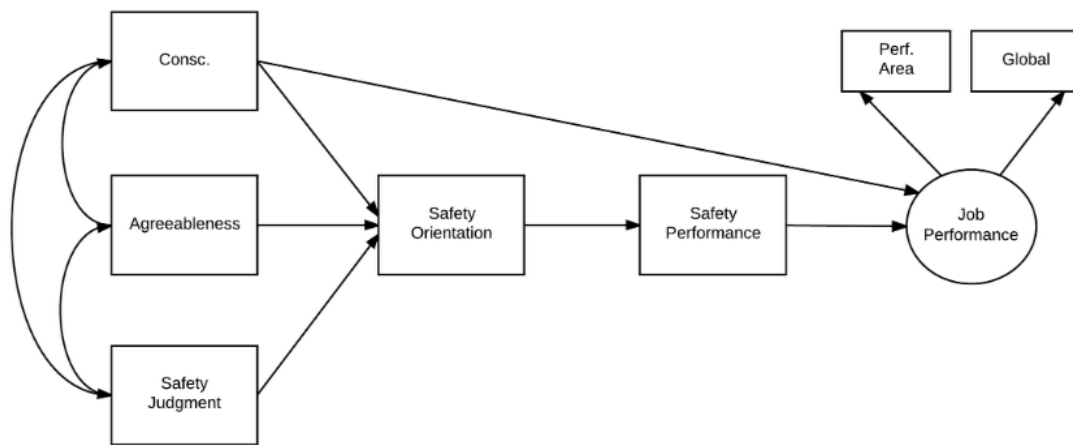 Consc.
Perf.
Area
Global
Agreeableness
Safety
Orientation
Safety
Performance
Job
Performance
Safety
Judgment